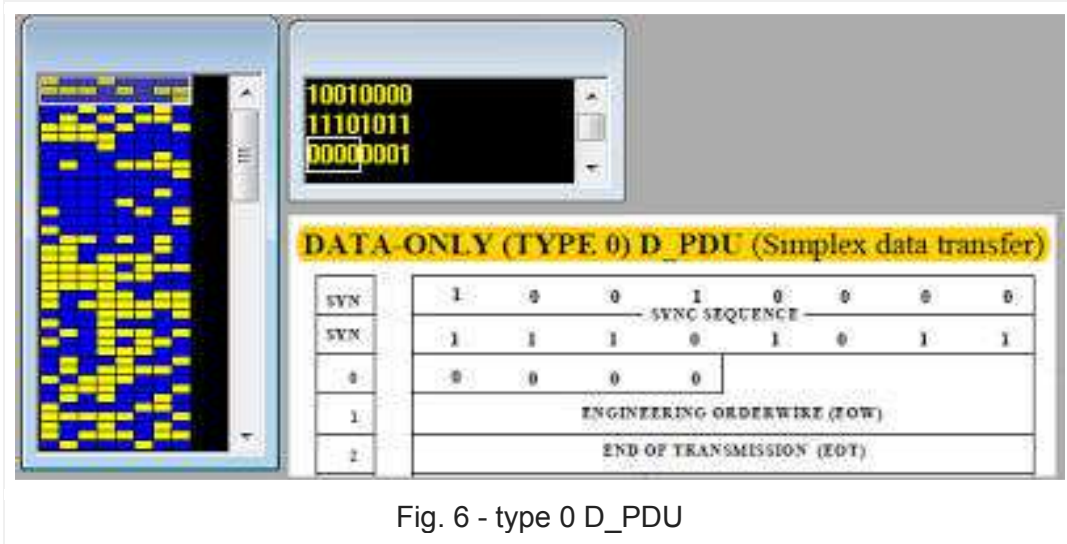 10010000
11101011
00000001
DATA-ONLY (TYPE 0) D_PDU (Simplex data transfer)
SYN 1 0 0 1 0 0 0 0
SYNC SEQUENCE
SYN 1 1 1 0 1 0 1 1
0 0 0 0 0
1 ENGINEERING ORDERWIRE (EOW)
2 END OF TRANSMISSION (EOT)
Fig. 6 - type 0 D_PDU